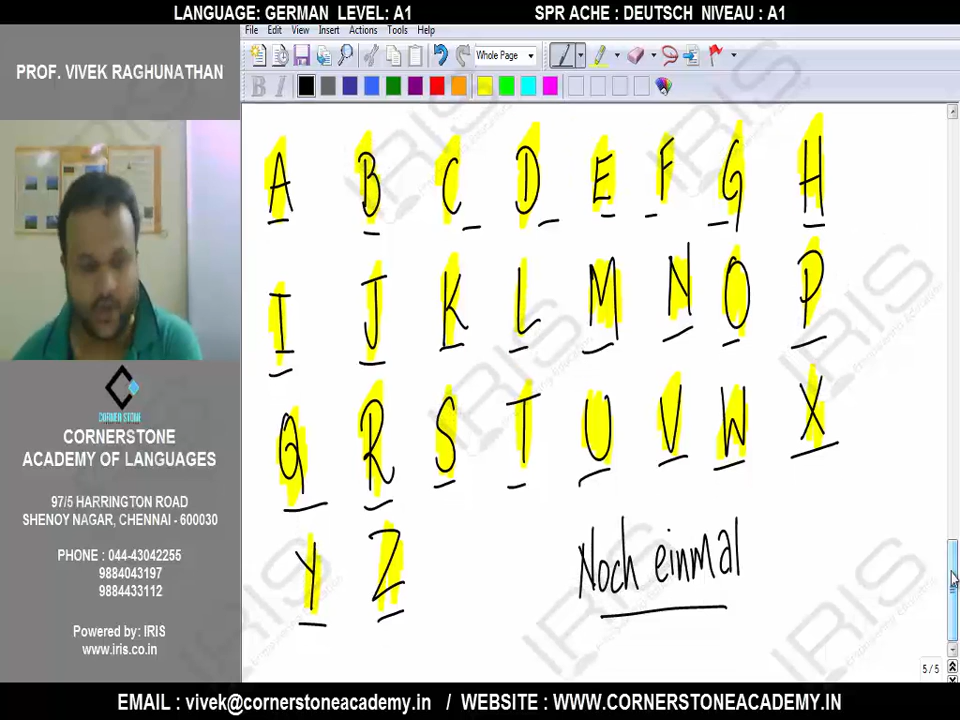 LANGUAGE: GERMAN LEVEL: A1 SPR ACHE : DEUTSCH NIVEAU : A1
PROF. VIVEK RAGHUNATHAN
File Edit View Insert Actions Tools Help
Whole Page
B I
A B C D E F G H
I J K L M N O P
Q R S T U V W X
Y Z Noch einmal
CORNER STONE
CORNERSTONE
ACADEMY OF LANGUAGES
97/5 HARRINGTON ROAD
SHENOY NAGAR, CHENNAI - 600030
PHONE : 044-43042255
9884043197
9884433112
Powered by: IRIS
www.iris.co.in
5/5
EMAIL : vivek@cornerstoneacademy.in / WEBSITE : WWW.CORNERSTONEACADEMY.IN
IRIS